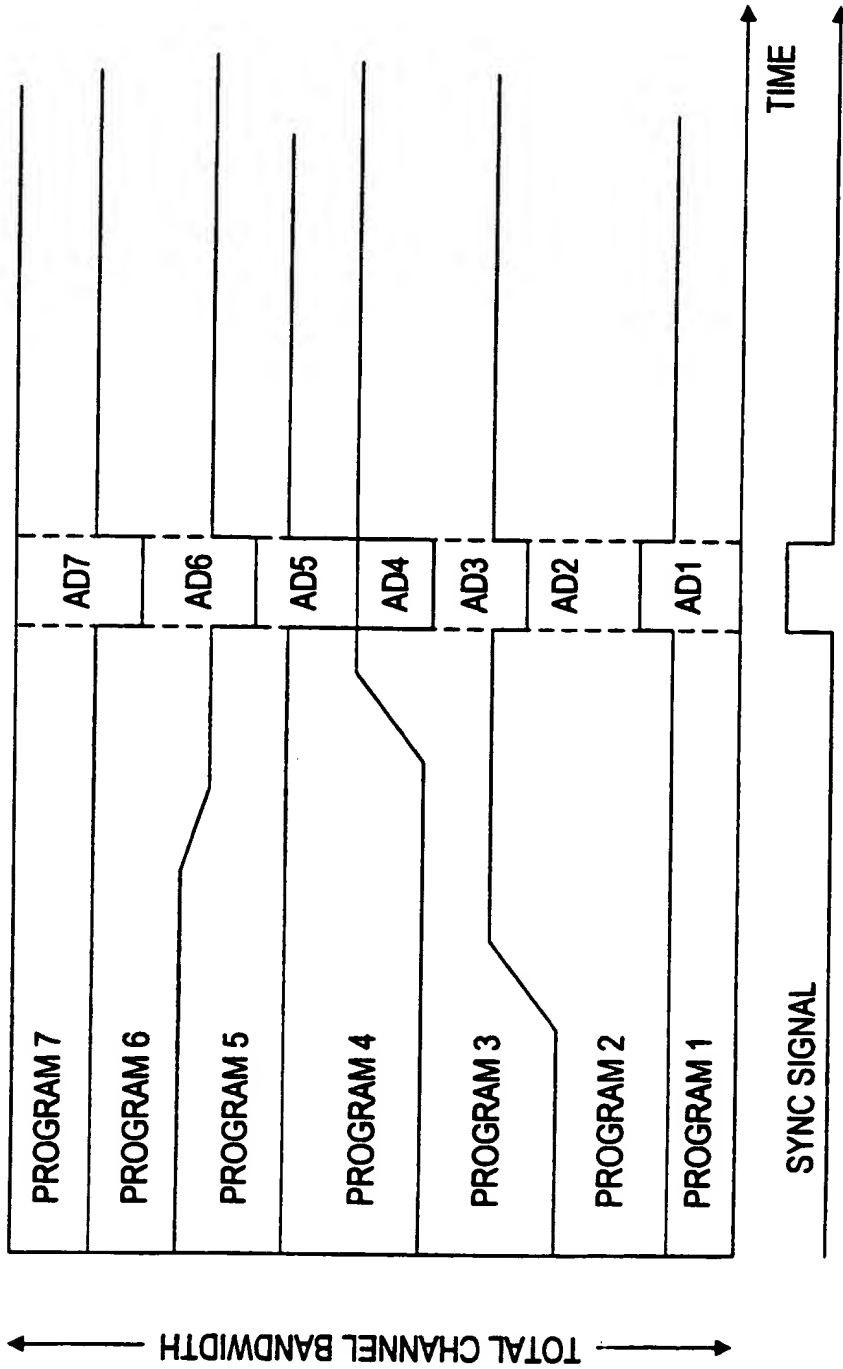 TOTAL CHANNEL BANDWIDTH
PROGRAM 7
PROGRAM 6
PROGRAM 5
PROGRAM 4
PROGRAM 3
PROGRAM 2
PROGRAM 1
AD7
AD6
AD5
AD4
AD3
AD2
AD1
TIME
SYNC SIGNAL